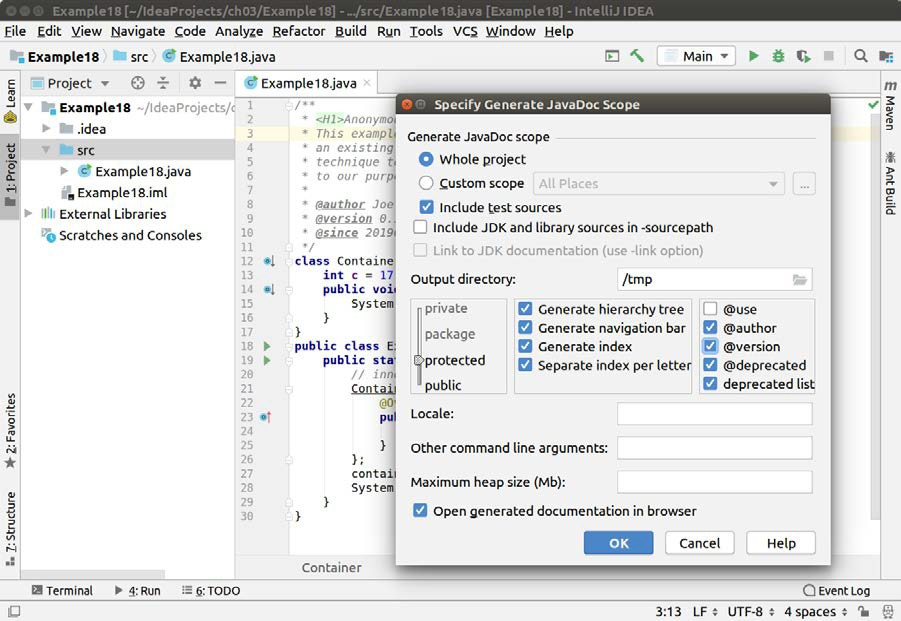 Example18 [~/IdeaProjects/ch03/Example18] - .../src/Example18.java [Example18] - IntelliJ IDEA
File Edit View Navigate Code Analyze Refactor Build Run Tools VCS Window Help
Example18 src Example18.java Main
Learn
1: Project
2: Favorites
7: Structure
Project
Example18 ~/IdeaProjects/c
.idea
src
Example18.java
Example18.iml
External Libraries
Scratches and Consoles
Example18.java
1 /**
2 * <H1>Anonymou
3 * This example
4 * an existing
5 * technique to
6 * to our purpo
7 *
8 * @author Joe
9 * @version 0.
10 * @since 2019
11 */
12 class Containe
13 int c = 17
14 public voi
15 System
16 }
17 }
18 public class E
19 public sta
20 // inne
21 Contain
22 @Ov
23 pu
24
25 }
26 };
27 contain
28 System
29 }
30 }
Container
Specify Generate JavaDoc Scope
Generate JavaDoc scope
Whole project
Custom scope All Places ...
Include test sources
Include JDK and library sources in -sourcepath
Link to JDK documentation (use -link option)
Output directory: /tmp
private
package
protected
public
Generate hierarchy tree
Generate navigation bar
Generate index
Separate index per letter
@use
@author
@version
@deprecated
deprecated list
Locale:
Other command line arguments:
Maximum heap size (Mb):
Open generated documentation in browser
OK Cancel Help
m Maven
Ant Build
Terminal 4: Run 6: TODO Event Log
3:13 LF UTF-8 4 spaces